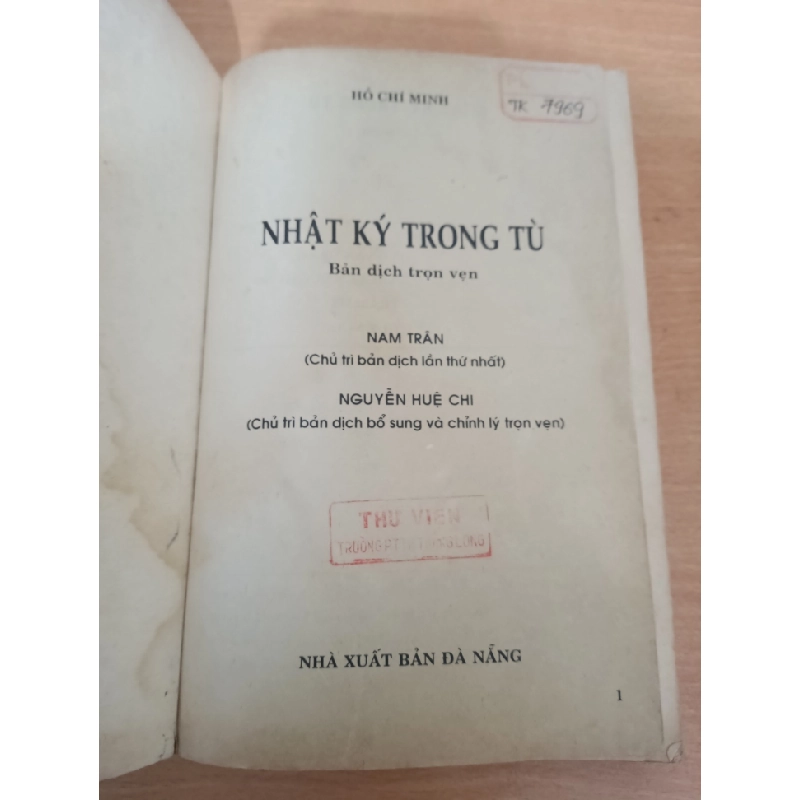 HỒ CHÍ MINH
TK 7969
NHẬT KÝ TRONG TÙ
Bản dịch trọn vẹn
NAM TRÂN
(Chủ trì bản dịch lần thứ nhất)
NGUYỄN HUỆ CHI
(Chủ trì bản dịch bổ sung và chỉnh lý trọn vẹn)
THƯ VIỆN
TRƯỜNG
NHÀ XUẤT BẢN ĐÀ NẴNG
1